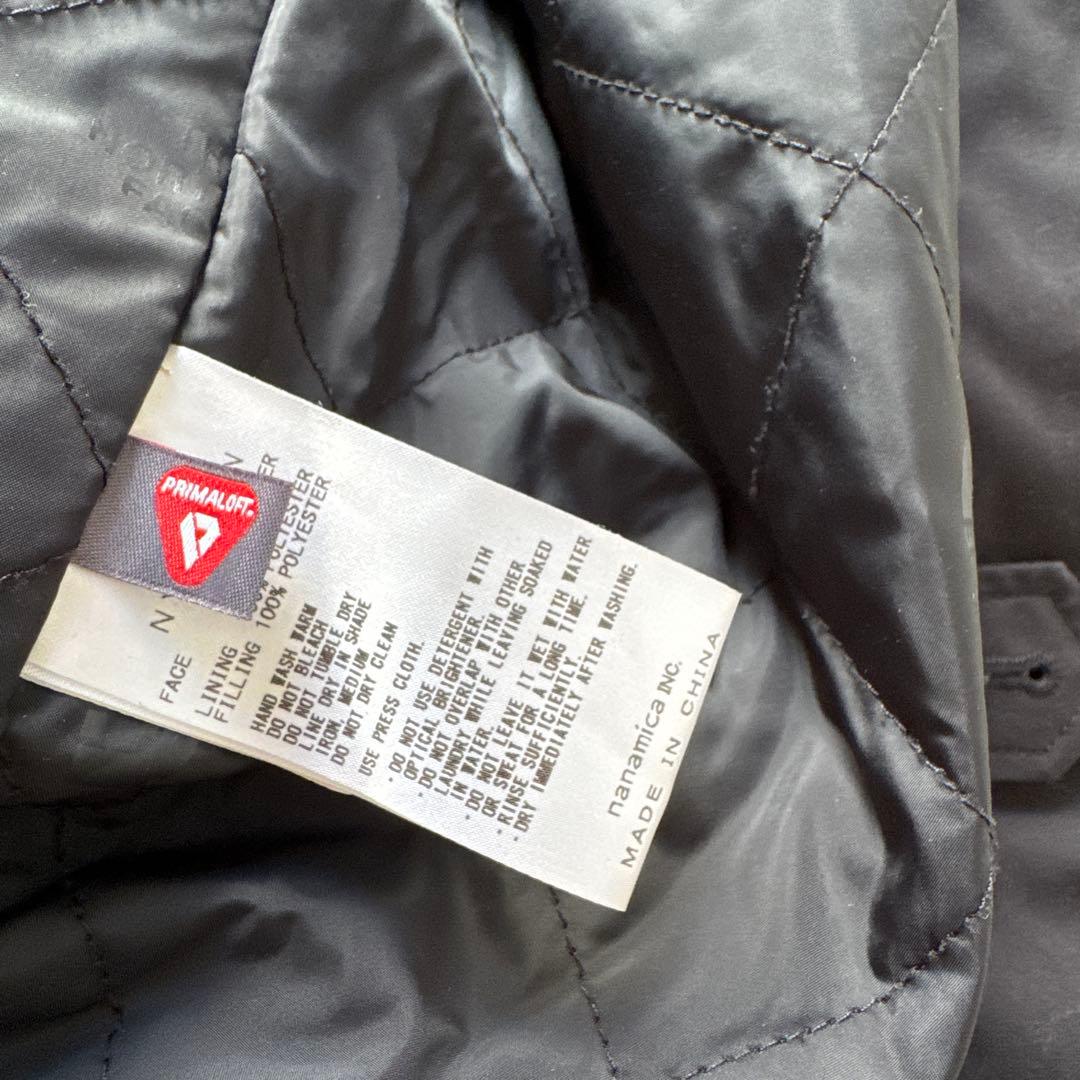 PRIMALOFT®
FACE
LINING
FILLING 100% POLYESTER
HAND WASH WARM
DO NOT BLEACH
DO NOT TUMBLE DRY
LINE DRY IN SHADE
IRON, MEDIUM
DO NOT DRY CLEAN
USE PRESS CLOTH.
· DO NOT USE DETERGENT WITH
OPTICAL BRIGHTENER.
· DO NOT OVERLAP WITH OTHER
LAUNDRY WHILE LEAVING SOAKED
IN WATER.
· DO NOT LEAVE IT WET WITH WATER
OR SWEAT FOR A LONG TIME.
· RINSE SUFFICIENTLY.
· DRY IMMEDIATELY AFTER WASHING.
nanamica INC.
MADE IN CHINA